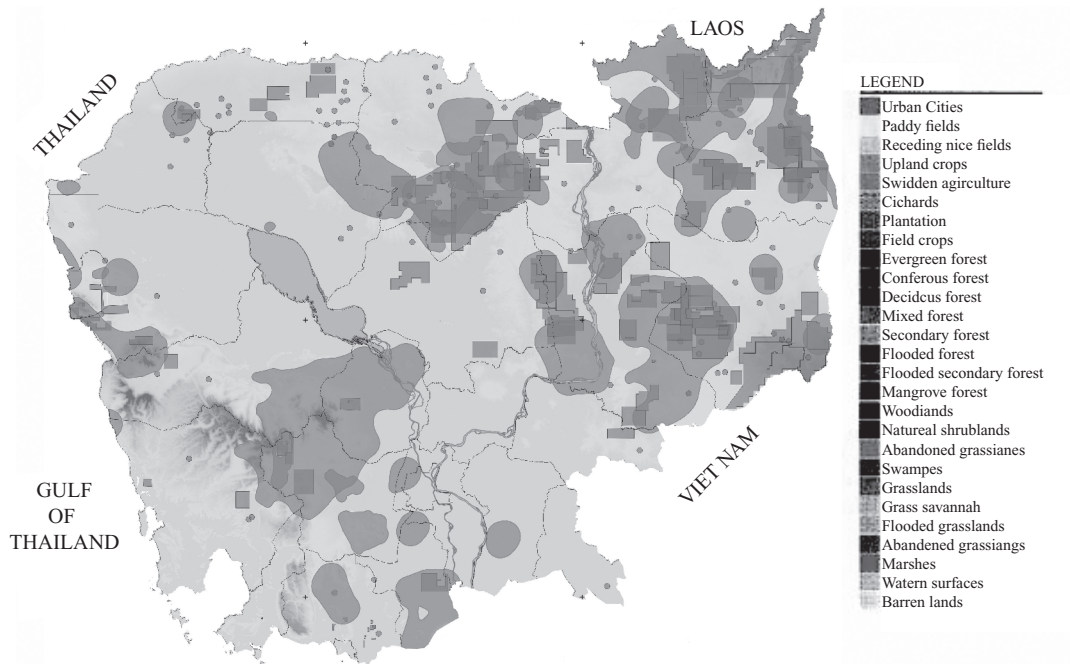 LAOS
THAILAND
GULF
OF
THAILAND
VIET NAM
LEGEND
Urban Cities
Paddy fields
Receding nice fields
Upland crops
Swidden agirculture
Cichards
Plantation
Field crops
Evergreen forest
Conferous forest
Decidcus forest
Mixed forest
Secondary forest
Flooded forest
Flooded secondary forest
Mangrove forest
Woodiands
Natureal shrublands
Abandoned grassianes
Swampes
Grasslands
Grass savannah
Flooded grasslands
Abandened grassiangs
Marshes
Watern surfaces
Barren lands